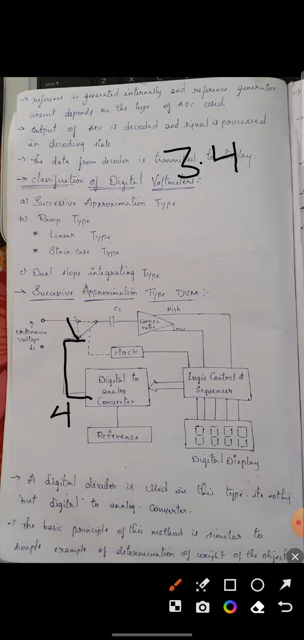 → reference is generated internally and reference generator
circuit depends on the type of ADC used
→ output of ADC is decoded and signal is processed
in decoding state
→ The data from decoder is transmitted to display
3.4
→ classification of Digital Voltmeters:-
a) Successive Approximation Type
b) Ramp Type
* Linear Type
* Stair case Type
c) Dual slope integrating Type.
→ Successive Approximation Type DVM:-
C1
High
Low
continuous
voltage
clock
4
Digital to
analog
Converter
Logic Control &
Sequencer
Reference
Digital Display
→ A digital divider is used in this type. its nothing
but digital to analog converter.
→ The basic principle of this method is similar to
simple example of determination of weight of the object